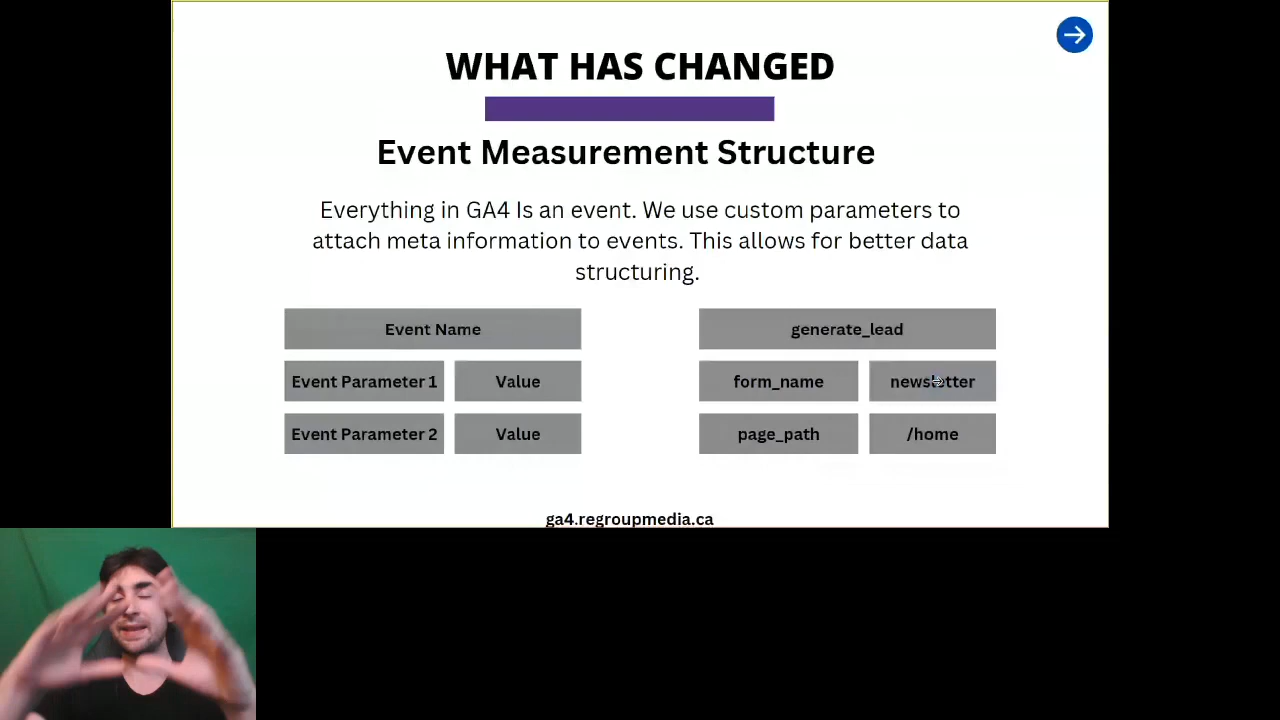 WHAT HAS CHANGED
Event Measurement Structure
Everything in GA4 Is an event. We use custom parameters to
attach meta information to events. This allows for better data
structuring.
Event Name
generate_lead
Event Parameter 1 Value
form_name newsletter
Event Parameter 2 Value
page_path /home
ga4.regroupmedia.ca